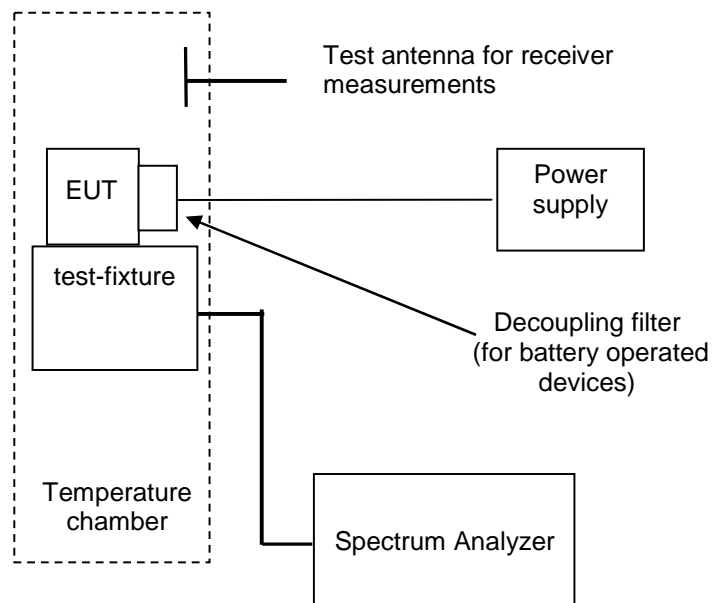 Test antenna for receiver
measurements
EUT
Power
supply
test-fixture
Decoupling filter
(for battery operated
devices)
Temperature
chamber
Spectrum Analyzer